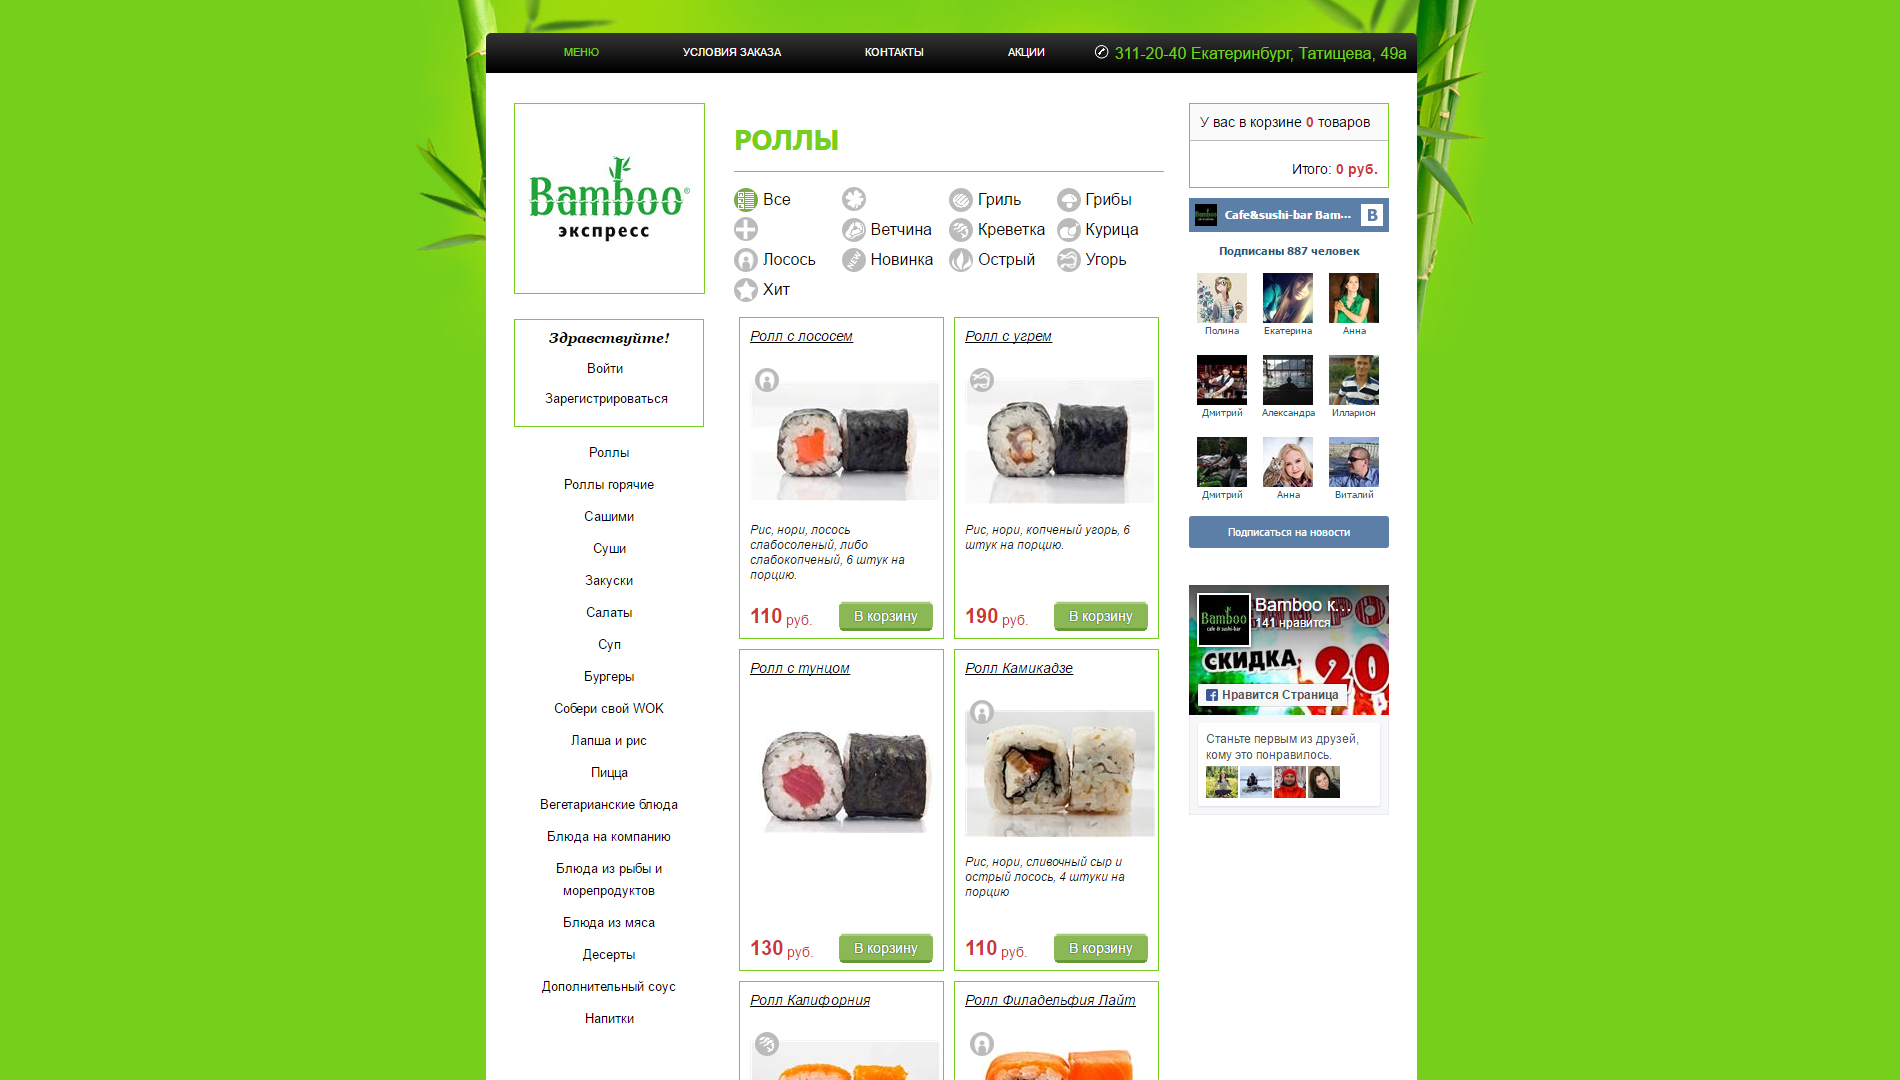 МЕНЮ
УСЛОВИЯ ЗАКАЗА
КОНТАКТЫ
АКЦИИ
311-20-40 Екатеринбург, Татищева, 49а
Bamboo®
экспресс
Здравствуйте!
Войти
Зарегистрироваться
Роллы
Роллы горячие
Сашими
Суши
Закуски
Салаты
Суп
Бургеры
Собери свой WOK
Лапша и рис
Пицца
Вегетарианские блюда
Блюда на компанию
Блюда из рыбы и
морепродуктов
Блюда из мяса
Десерты
Дополнительный соус
Напитки
РОЛЛЫ
Все
Гриль
Грибы
Ветчина
Креветка
Курица
Лосось
NEW
Новинка
Острый
Угорь
Хит
Ролл с лососем
Рис, нори, лосось
слабосоленый, либо
слабокопченый, 6 штук на
порцию.
110 руб.
В корзину
Ролл с угрем
Рис, нори, копченый угорь, 6
штук на порцию.
190 руб.
В корзину
Ролл с тунцом
130 руб.
В корзину
Ролл Камикадзе
Рис, нори, сливочный сыр и
острый лосось, 4 штуки на
порцию
110 руб.
В корзину
Ролл Калифорния
Ролл Филадельфия Лайт
У вас в корзине 0 товаров
Итого: 0 руб.
Cafe&sushi-bar Bam...
B
Подписаны 887 человек
Полина
Екатерина
Анна
Дмитрий
Александра
Илларион
Дмитрий
Анна
Виталий
Подписаться на новости
Bamboo
cafe & sushi-bar
Bamboo к...
141 нравится
СКИДКА 20
Нравится Страница
Станьте первым из друзей,
кому это понравилось.